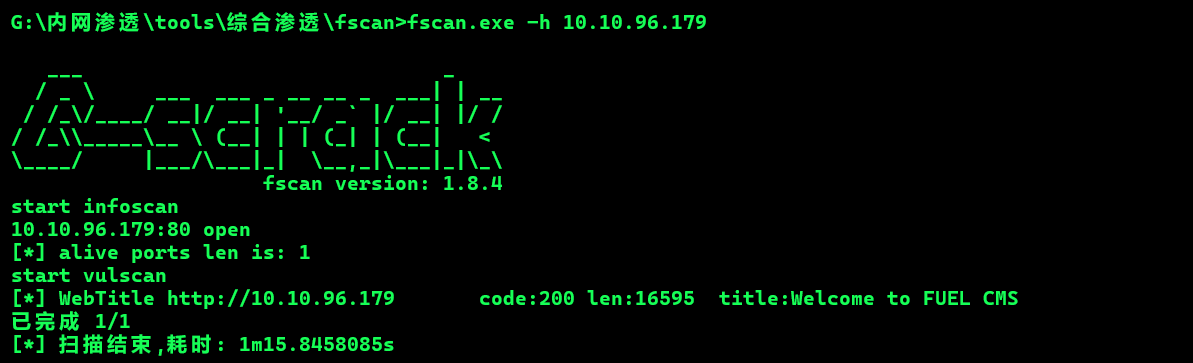 G:\内网渗透\tools\综合渗透\fscan>fscan.exe -h 10.10.96.179
   ___                              _
  / _ \     ___  ___ _ __ __ _  ___| | __
 / /_\/____/ __|/ __| '__/ _` |/ __| |/ /
/ /_\\_____\__ \ (__| | | (_| | (__|   <
\____/     |___/\___|_|  \__,_|\___|_|\_\
                     fscan version: 1.8.4
start infoscan
10.10.96.179:80 open
[*] alive ports len is: 1
start vulscan
[*] WebTitle http://10.10.96.179       code:200 len:16595  title:Welcome to FUEL CMS
已完成 1/1
[*] 扫描结束,耗时: 1m15.8458085s